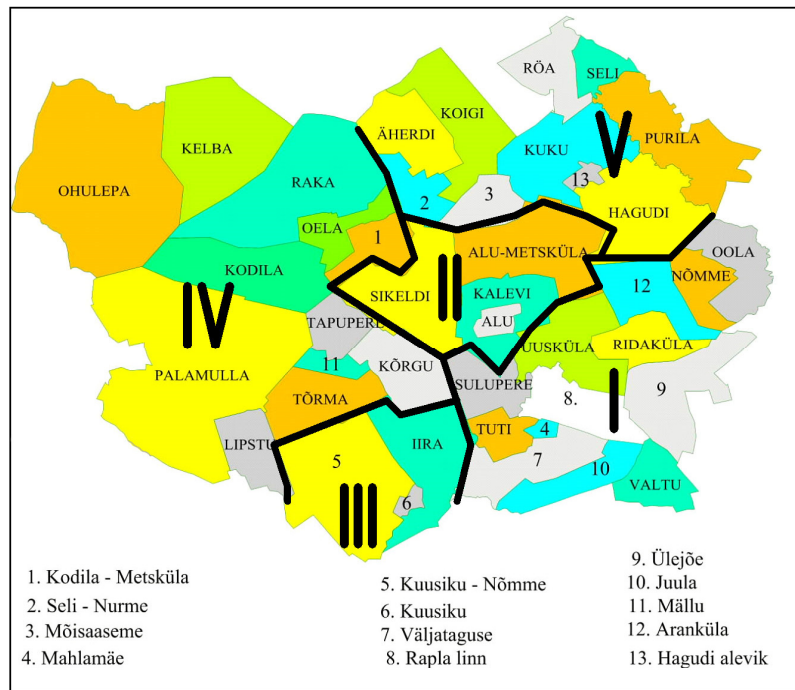 RÖA
SELI
KOIGI
ÄHERDI
PURILA
KELBA
KUKU
V
OHULEPA
RAKA
13
2
3
HAGUDI
OELA
1
ALU-METSKÜLA
OOLA
KODILA
II
NÕMME
12
SIKELDI
KALEVI
IV
TAPUPERE
ALU
UUSKÜLA
RIDAKÜLA
11
KÕRGU
PALAMULLA
SULUPERE
9
TÕRMA
8.
I
LIPSTU
IIRA
TUTI
4
5
7
10
VALTU
III
6
1. Kodila - Metsküla
2. Seli - Nurme
3. Mõisaaseme
4. Mahlamäe
5. Kuusiku - Nõmme
6. Kuusiku
7. Väljataguse
8. Rapla linn
9. Ülejõe
10. Juula
11. Mällu
12. Aranküla
13. Hagudi alevik